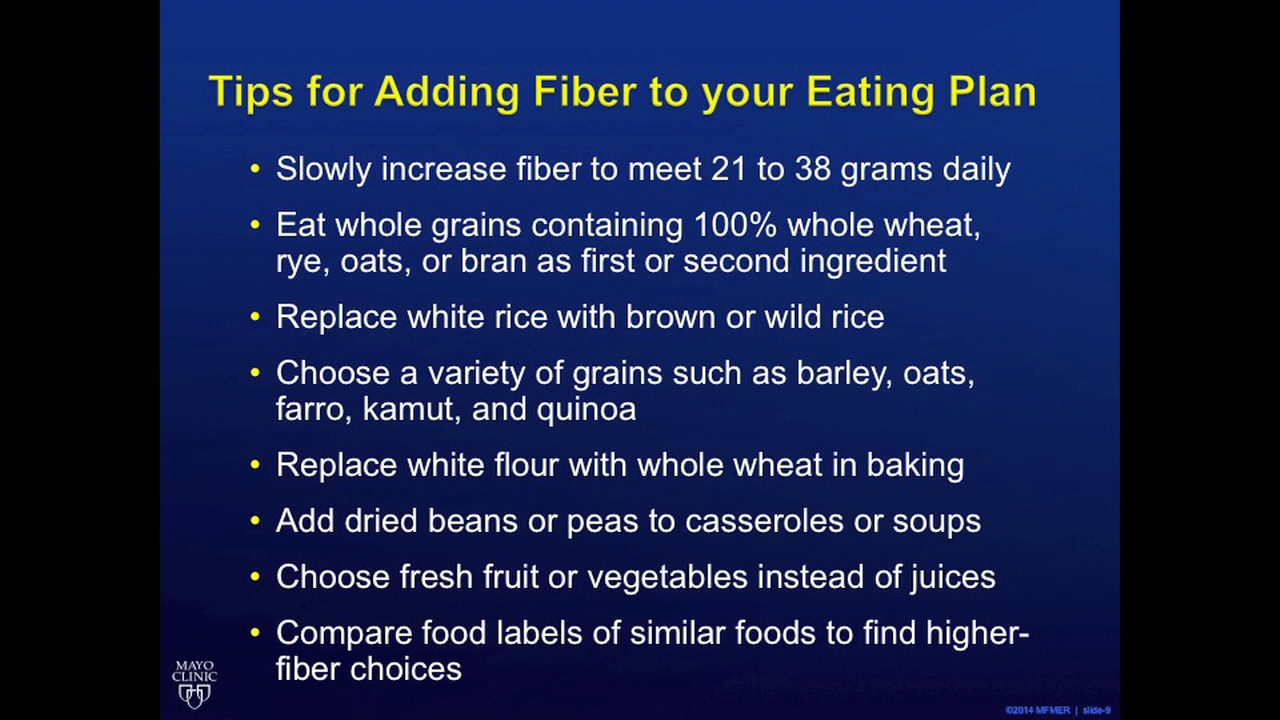 Tips for Adding Fiber to your Eating Plan
• Slowly increase fiber to meet 21 to 38 grams daily
• Eat whole grains containing 100% whole wheat,
rye, oats, or bran as first or second ingredient
• Replace white rice with brown or wild rice
• Choose a variety of grains such as barley, oats,
farro, kamut, and quinoa
• Replace white flour with whole wheat in baking
• Add dried beans or peas to casseroles or soups
• Choose fresh fruit or vegetables instead of juices
• Compare food labels of similar foods to find higher-
fiber choices
MAYO
CLINIC
©2014 MFMER | slide-9